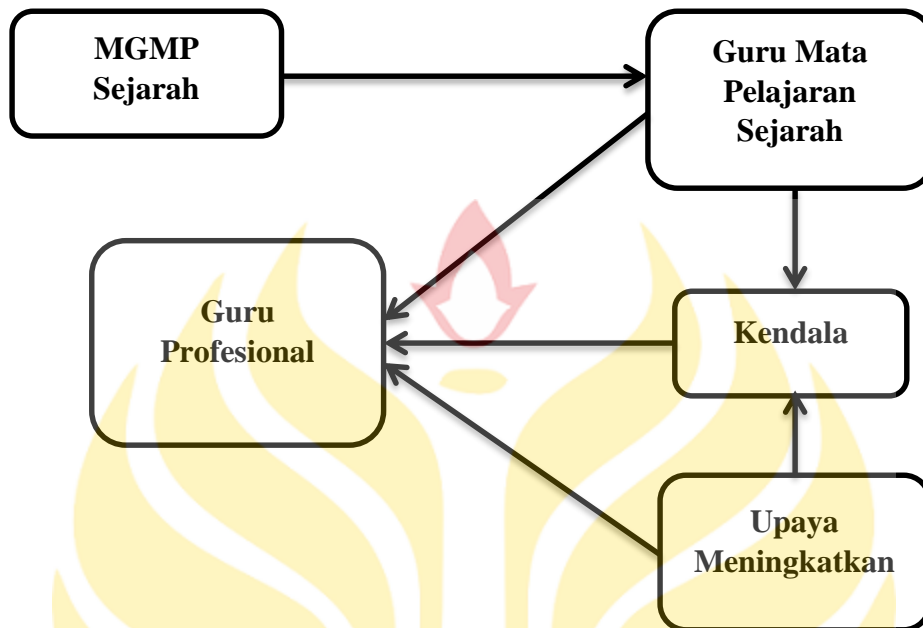 MGMP
Sejarah
Guru Mata
Pelajaran
Sejarah
Guru
Profesional
Kendala
Upaya
Meningkatkan